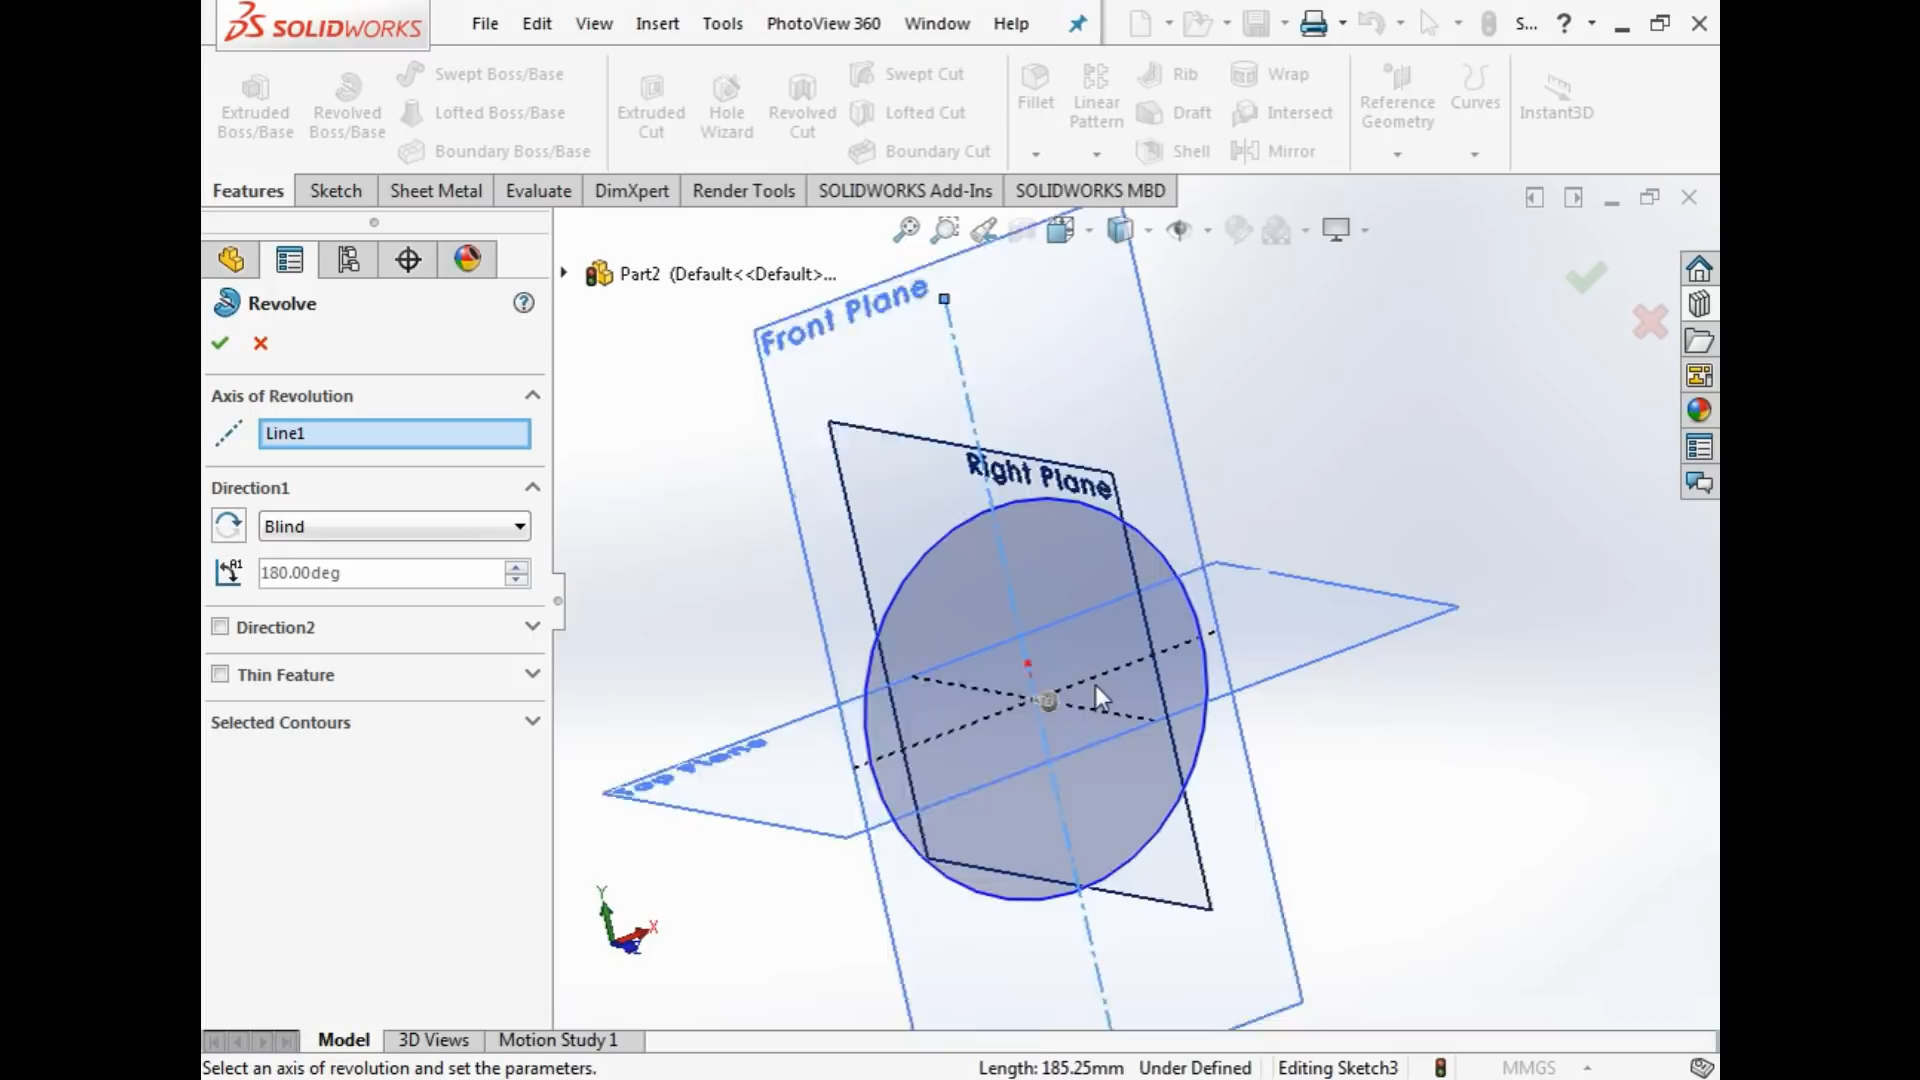 SOLIDWORKS File Edit View Insert Tools PhotoView 360 Window Help S... ?
Extruded Boss/Base
Revolved Boss/Base
Swept Boss/Base
Lofted Boss/Base
Boundary Boss/Base
Extruded Cut
Hole Wizard
Revolved Cut
Swept Cut
Lofted Cut
Boundary Cut
Fillet
Linear Pattern
Rib
Draft
Shell
Wrap
Intersect
Mirror
Reference Geometry
Curves
Instant3D
Features Sketch Sheet Metal Evaluate DimXpert Render Tools SOLIDWORKS Add-Ins SOLIDWORKS MBD
Part2 (Default<<Default>...
Revolve ?
Axis of Revolution
Line1
Direction1
Blind
A1
180.00deg
Direction2
Thin Feature
Selected Contours
Front Plane
Right Plane
Top Plane
Y
X
Z
Model 3D Views Motion Study 1
Select an axis of revolution and set the parameters. Length: 185.25mm Under Defined Editing Sketch3 MMGS